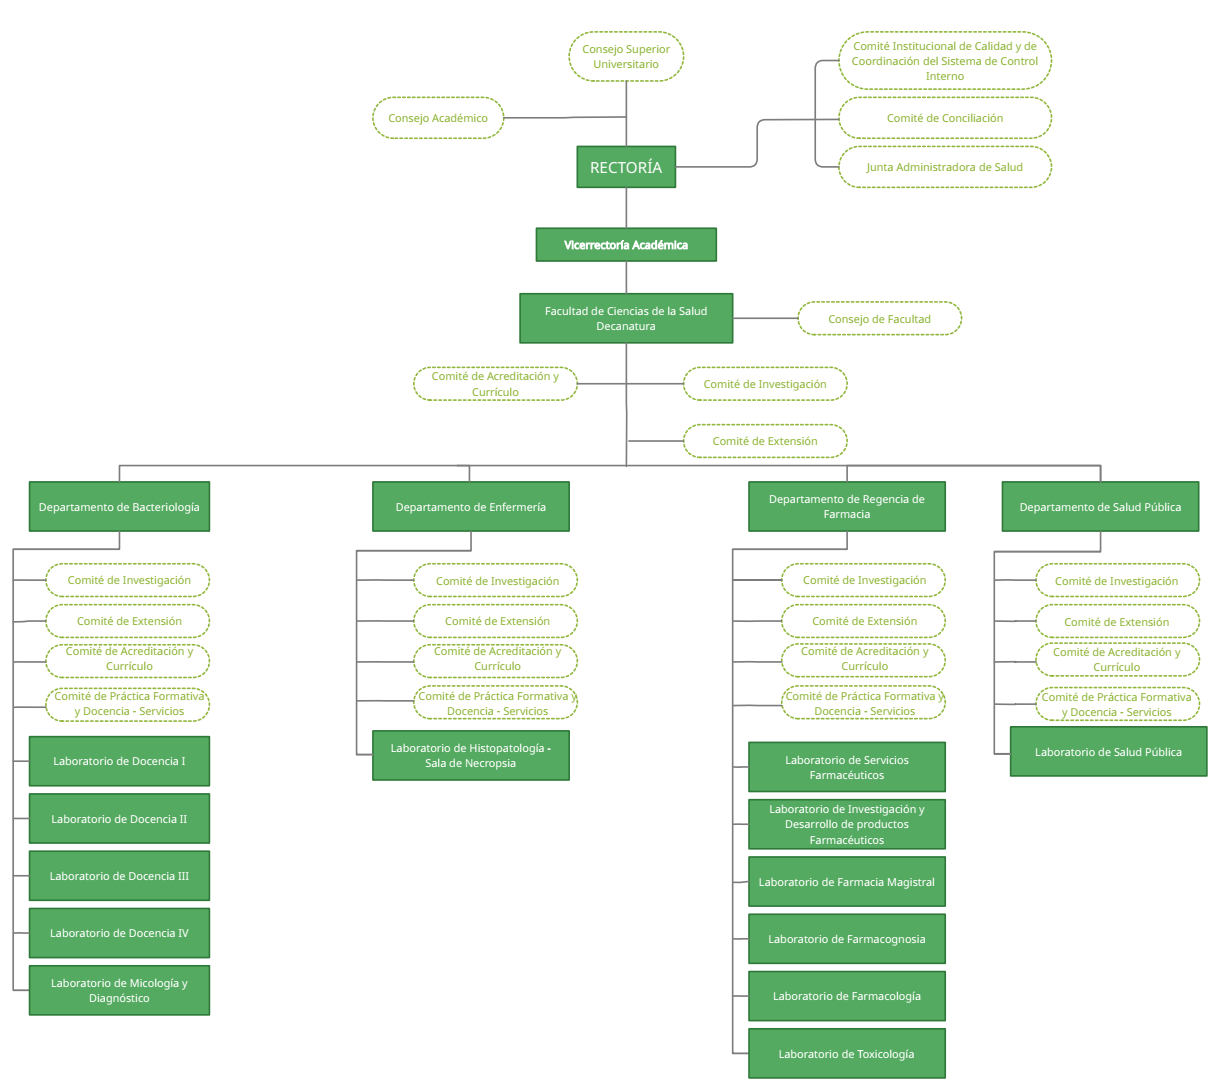 Consejo Superior
Universitario
Comité Institucional de Calidad y de
Coordinación del Sistema de Control
Interno
Consejo Académico
Comité de Conciliación
RECTORÍA
Junta Administradora de Salud
Vicerrectoría Académica
Facultad de Ciencias de la Salud
Decanatura
Consejo de Facultad
Comité de Acreditación y
Currículo
Comité de Investigación
Comité de Extensión
Departamento de Bacteriología
Comité de Investigación
Comité de Extensión
Comité de Acreditación y
Currículo
Comité de Práctica Formativa
y Docencia - Servicios
Laboratorio de Docencia I
Laboratorio de Docencia II
Laboratorio de Docencia III
Laboratorio de Docencia IV
Laboratorio de Micología y
Diagnóstico
Departamento de Enfermería
Comité de Investigación
Comité de Extensión
Comité de Acreditación y
Currículo
Comité de Práctica Formativa y
Docencia - Servicios
Laboratorio de Histopatología -
Sala de Necropsia
Departamento de Regencia de
Farmacia
Comité de Investigación
Comité de Extensión
Comité de Acreditación y
Currículo
Comité de Práctica Formativa y
Docencia - Servicios
Laboratorio de Servicios
Farmacéuticos
Laboratorio de Investigación y
Desarrollo de productos
Farmacéuticos
Laboratorio de Farmacia Magistral
Laboratorio de Farmacognosia
Laboratorio de Farmacología
Laboratorio de Toxicología
Departamento de Salud Pública
Comité de Investigación
Comité de Extensión
Comité de Acreditación y
Currículo
Comité de Práctica Formativa
y Docencia - Servicios
Laboratorio de Salud Pública